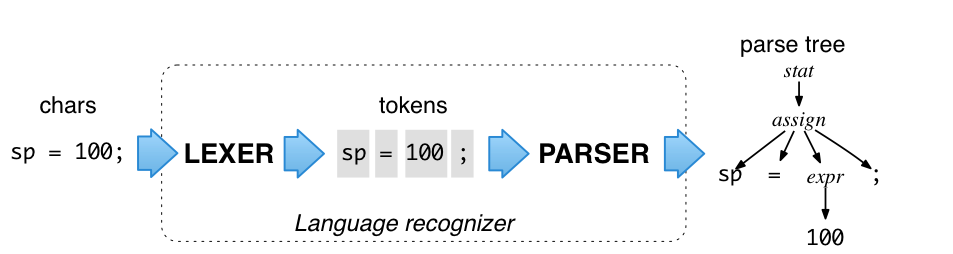 parse tree
stat
chars
tokens
assign
sp = 100;
LEXER
sp = 100 ;
PARSER
sp = expr ;
Language recognizer
100